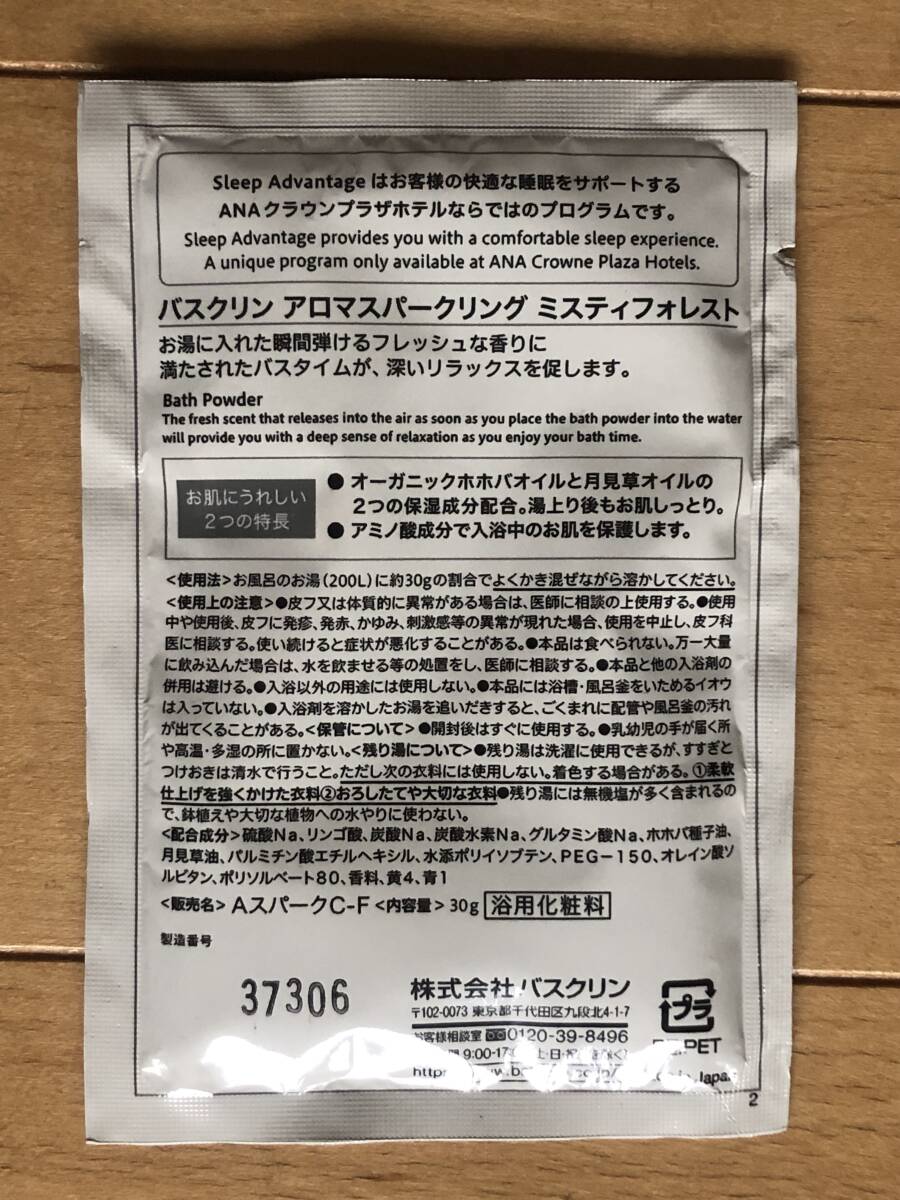 Sleep Advantage はお客様の快適な睡眠をサポートする
ANAクラウンプラザホテルならではのプログラムです。
Sleep Advantage provides you with a comfortable sleep experience.
A unique program only available at ANA Crowne Plaza Hotels.
バスクリン アロマスパークリング ミスティフォレスト
お湯に入れた瞬間弾けるフレッシュな香りに
満たされたバスタイムが、深いリラックスを促します。
Bath Powder
The fresh scent that releases into the air as soon as you place the bath powder into the water
will provide you with a deep sense of relaxation as you enjoy your bath time.
お肌にうれしい
2つの特長
●オーガニックホホバオイルと月見草オイルの
2つの保湿成分配合。湯上り後もお肌しっとり。
●アミノ酸成分で入浴中のお肌を保護します。
<使用法>お風呂のお湯(200L)に約30gの割合でよくかき混ぜながら溶かしてください。
<使用上の注意>●皮フ又は体質的に異常がある場合は、医師に相談の上使用する。●使用
中や使用後、皮フに発疹、発赤、かゆみ、刺激感等の異常が現れた場合、使用を中止し、皮フ科
医に相談する。使い続けると症状が悪化することがある。●本品は食べられない。万一大量
に飲み込んだ場合は、水を飲ませる等の処置をし、医師に相談する。●本品と他の入浴剤の
併用は避ける。●入浴以外の用途には使用しない。●本品には浴槽・風呂釜をいためるイオウ
は入っていない。●入浴剤を溶かしたお湯を追いだきすると、ごくまれに配管や風呂釜の汚れ
が出てくることがある。<保管について>●開封後はすぐに使用する。●乳幼児の手が届く所
や高温・多湿の所に置かない。<残り湯について>●残り湯は洗濯に使用できるが、すすぎと
つけおきは清水で行うこと。ただし次の衣料には使用しない。着色する場合がある。①柔軟
仕上げを強くかけた衣料②おろしたてや大切な衣料●残り湯には無機塩が多く含まれるの
で、鉢植えや大切な植物への水やりに使わない。
<配合成分>硫酸Na、リンゴ酸、炭酸Na、炭酸水素Na、グルタミン酸Na、ホホバ種子油、
月見草油、パルミチン酸エチルヘキシル、水添ポリイソブテン、PEG-150、オレイン酸ソ
ルビタン、ポリソルベート80、香料、黄4、青1
<販売名>AスパークC-F<内容量>30g 浴用化粧料
製造番号
37306
株式会社バスクリン
〒102-0073 東京都千代田区九段北4-1-7
お客様相談室 0120-39-8496
9:00-17
プラ
PET
http
Japan
2